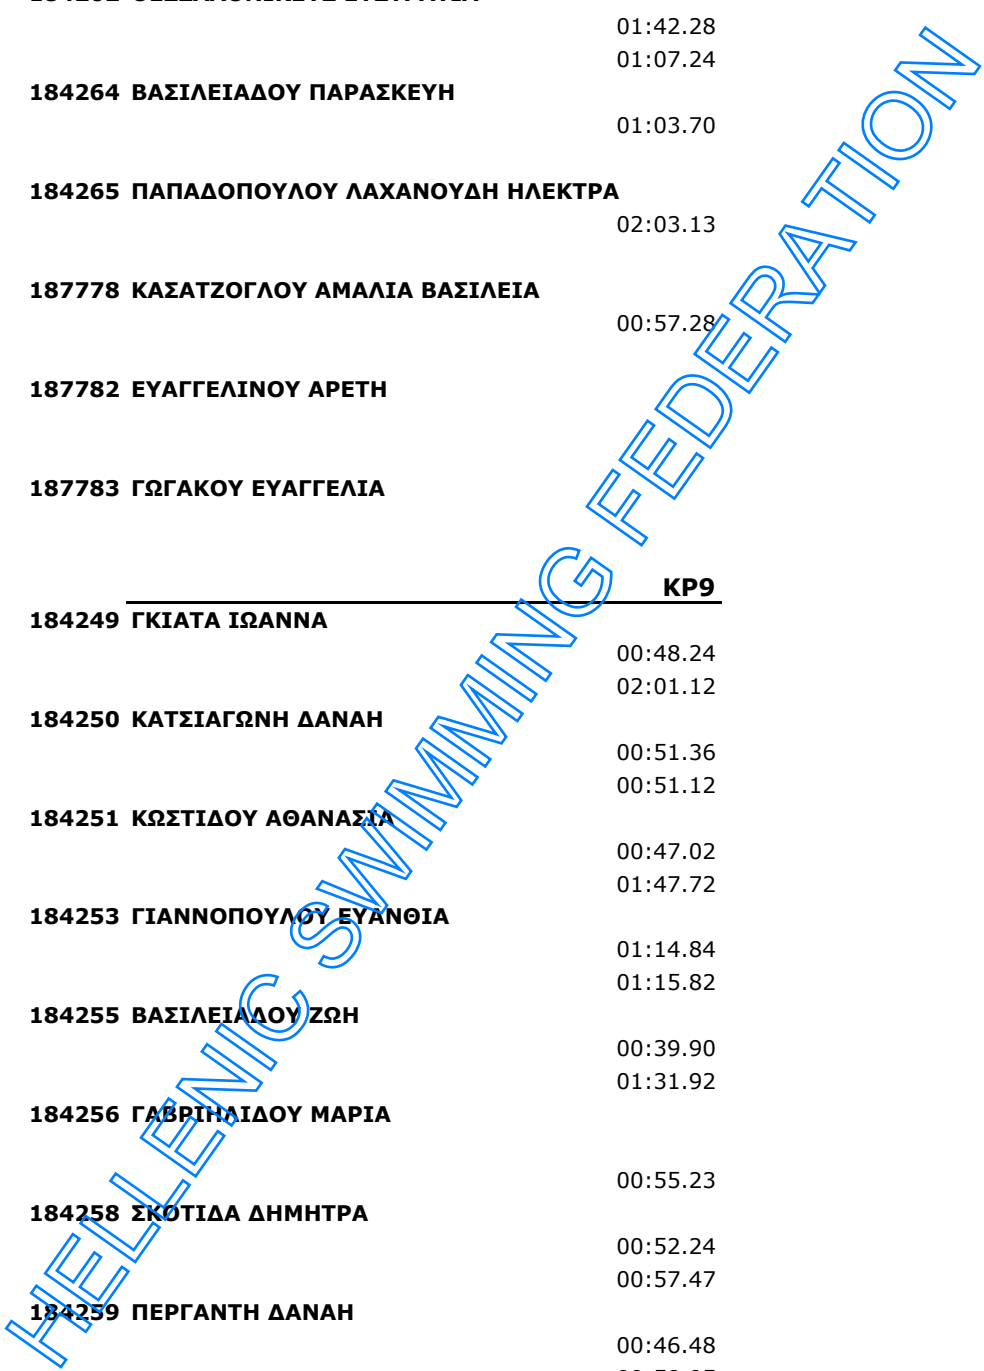 01:42.28
01:07.24
184264 ΒΑΣΙΛΕΙΑΔΟΥ ΠΑΡΑΣΚΕΥΗ
01:03.70
184265 ΠΑΠΑΔΟΠΟΥΛΟΥ ΛΑΧΑΝΟΥΔΗ ΗΛΕΚΤΡΑ
02:03.13
187778 ΚΑΣΑΤΖΟΓΛΟΥ ΑΜΑΛΙΑ ΒΑΣΙΛΕΙΑ
00:57.28
187782 ΕΥΑΓΓΕΛΙΝΟΥ ΑΡΕΤΗ
187783 ΓΩΓΑΚΟΥ ΕΥΑΓΓΕΛΙΑ
ΚΡ9
184249 ΓΚΙΑΤΑ ΙΩΑΝΝΑ
00:48.24
02:01.12
184250 ΚΑΤΣΙΑΓΩΝΗ ΔΑΝΑΗ
00:51.36
00:51.12
184251 ΚΩΣΤΙΔΟΥ ΑΘΑΝΑΣΙΑ
00:47.02
01:47.72
184253 ΓΙΑΝΝΟΠΟΥΛΟΥ ΕΥΑΝΘΙΑ
01:14.84
01:15.82
184255 ΒΑΣΙΛΕΙΑΔΟΥ ΖΩΗ
00:39.90
01:31.92
184256 ΓΑΒΡΙΗΛΙΔΟΥ ΜΑΡΙΑ
00:55.23
184258 ΣΚΟΤΙΔΑ ΔΗΜΗΤΡΑ
00:52.24
00:57.47
184259 ΠΕΡΓΑΝΤΗ ΔΑΝΑΗ
00:46.48
HELLENIC SWIMMING FEDERATION